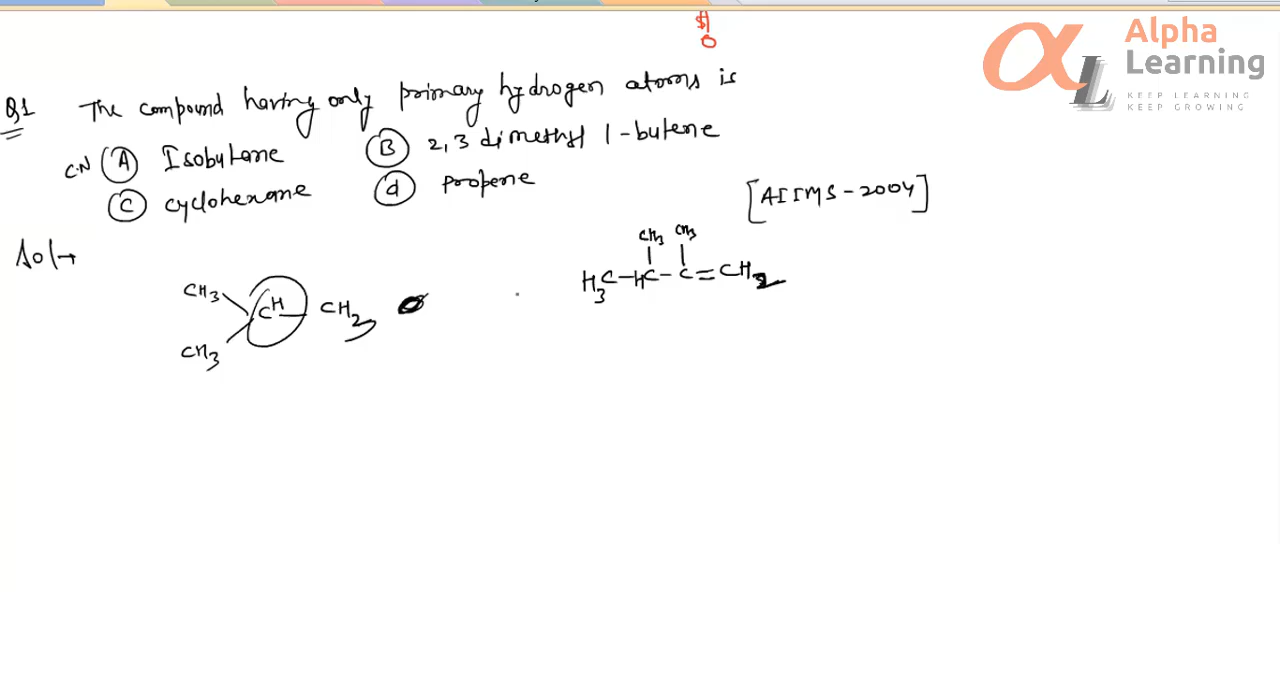 Alpha
Learning
KEEP LEARNING
KEEP GROWING
Q1 The compound having only primary hydrogen atoms is
C.N (A) Isobutane (B) 2,3 dimethyl 1-butene
(C) cyclohexane (d) propene
[AIIMS-2004]
Sol→
CH3 CH3
H3C-HC-C=CH2
CH3
CH CH2
CH3